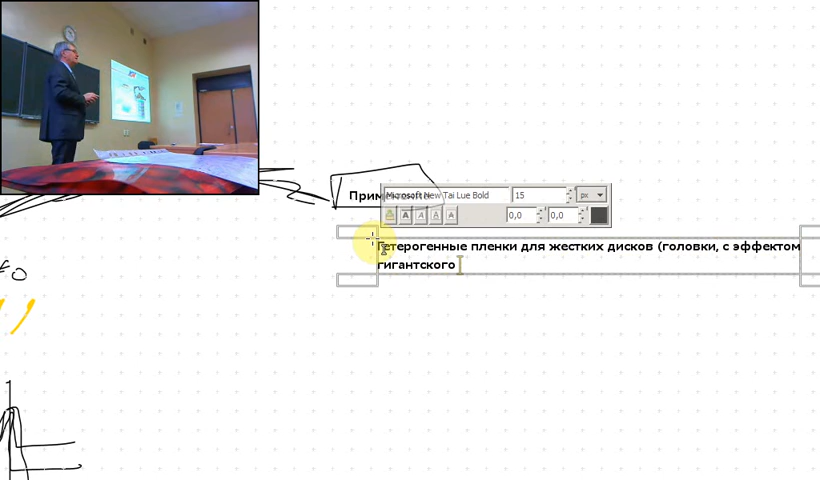 Прим
Microsoft New Tai Lue Bold
15
px
0,0
0,0
Гетерогенные пленки для жестких дисков (головки, с эффектом
гигантского